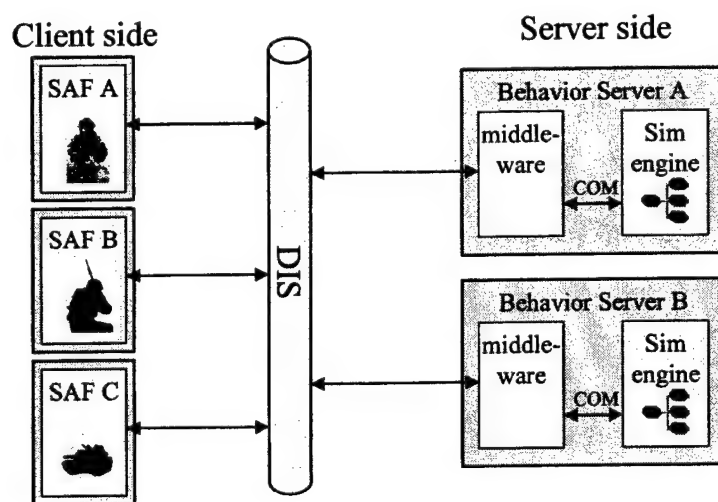 Client side
SAF A
SAF B
SAF C
DIS
Server side
Behavior Server A
middle-
ware
COM
Sim
engine
Behavior Server B
middle-
ware
COM
Sim
engine